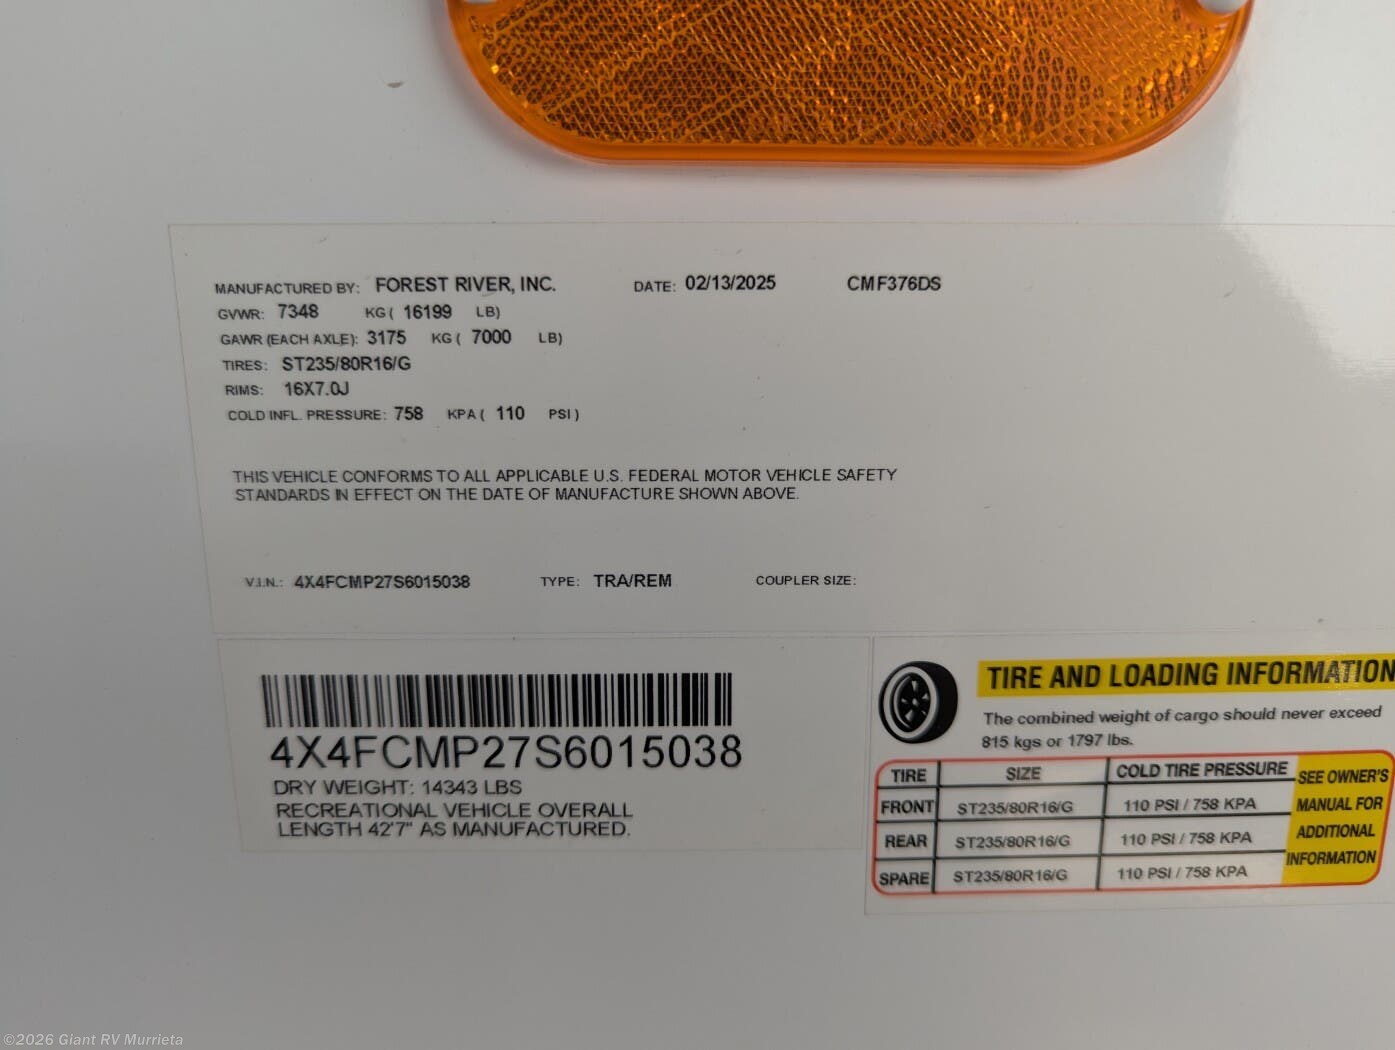 MANUFACTURED BY: FOREST RIVER, INC. DATE: 02/13/2025 CMF376DS
GVWR: 7348 KG ( 16199 LB)
GAWR (EACH AXLE): 3175 KG ( 7000 LB)
TIRES: ST235/80R16/G
RIMS: 16X7.0J
COLD INFL. PRESSURE: 758 KPA ( 110 PSI )
THIS VEHICLE CONFORMS TO ALL APPLICABLE U.S. FEDERAL MOTOR VEHICLE SAFETY
STANDARDS IN EFFECT ON THE DATE OF MANUFACTURE SHOWN ABOVE.
V.I.N.: 4X4FCMP27S6015038 TYPE: TRA/REM COUPLER SIZE:
4X4FCMP27S6015038
DRY WEIGHT: 14343 LBS
RECREATIONAL VEHICLE OVERALL
LENGTH 42'7" AS MANUFACTURED.
TIRE AND LOADING INFORMATION
The combined weight of cargo should never exceed
815 kgs or 1797 lbs.
TIRE SIZE COLD TIRE PRESSURE
FRONT ST235/80R16/G 110 PSI / 758 KPA
REAR ST235/80R16/G 110 PSI / 758 KPA
SPARE ST235/80R16/G 110 PSI / 758 KPA
SEE OWNER'S
MANUAL FOR
ADDITIONAL
INFORMATION
©2026 Giant RV Murrieta